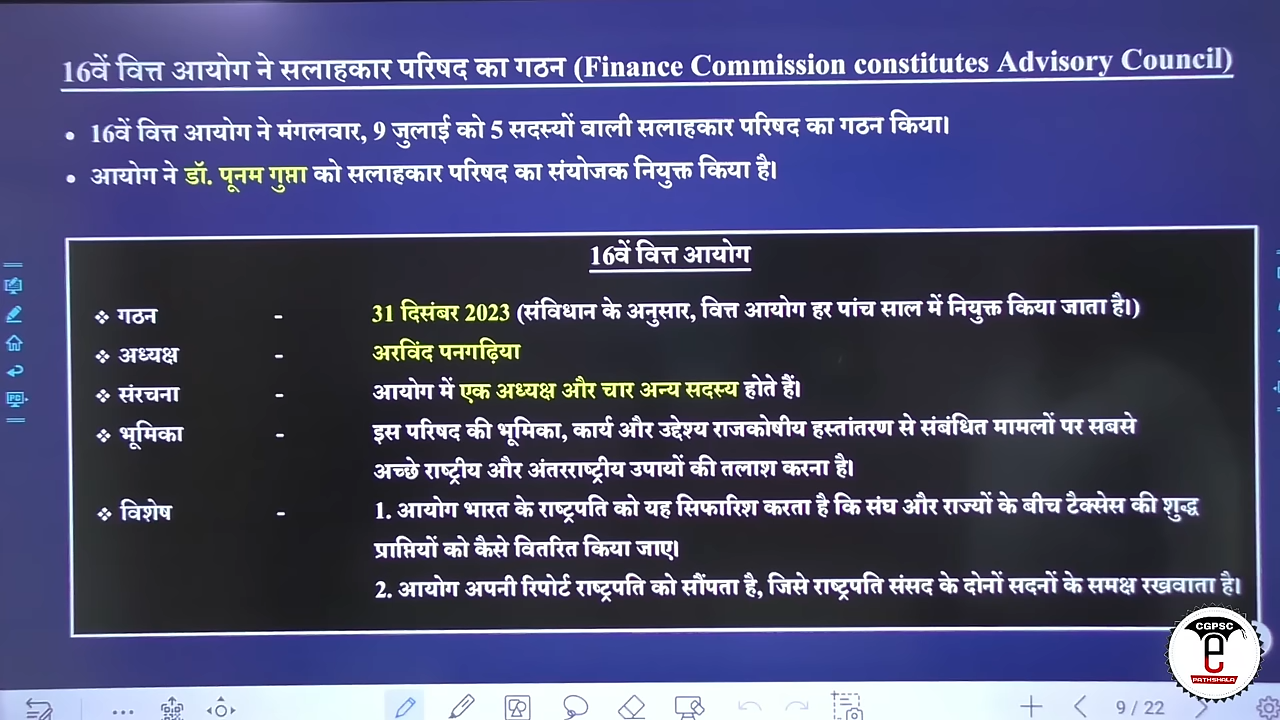 16वें वित्त आयोग ने सलाहकार परिषद का गठन (Finance Commission constitutes Advisory Council)
• 16वें वित्त आयोग ने मंगलवार, 9 जुलाई को 5 सदस्यों वाली सलाहकार परिषद का गठन किया।
• आयोग ने डॉ. पूनम गुप्ता को सलाहकार परिषद का संयोजक नियुक्त किया है।
16वें वित्त आयोग
❖ गठन - 31 दिसंबर 2023 (संविधान के अनुसार, वित्त आयोग हर पांच साल में नियुक्त किया जाता है।)
❖ अध्यक्ष - अरविंद पनगढ़िया
❖ संरचना - आयोग में एक अध्यक्ष और चार अन्य सदस्य होते हैं।
❖ भूमिका - इस परिषद की भूमिका, कार्य और उद्देश्य राजकोषीय हस्तांतरण से संबंधित मामलों पर सबसे
अच्छे राष्ट्रीय और अंतरराष्ट्रीय उपायों की तलाश करना है।
❖ विशेष - 1. आयोग भारत के राष्ट्रपति को यह सिफारिश करता है कि संघ और राज्यों के बीच टैक्सेस की शुद्ध
प्राप्तियों को कैसे वितरित किया जाए।
2. आयोग अपनी रिपोर्ट राष्ट्रपति को सौंपता है, जिसे राष्ट्रपति संसद के दोनों सदनों के समक्ष रखवाता है।
CGPSC
e
PATHSHALA
9 / 22